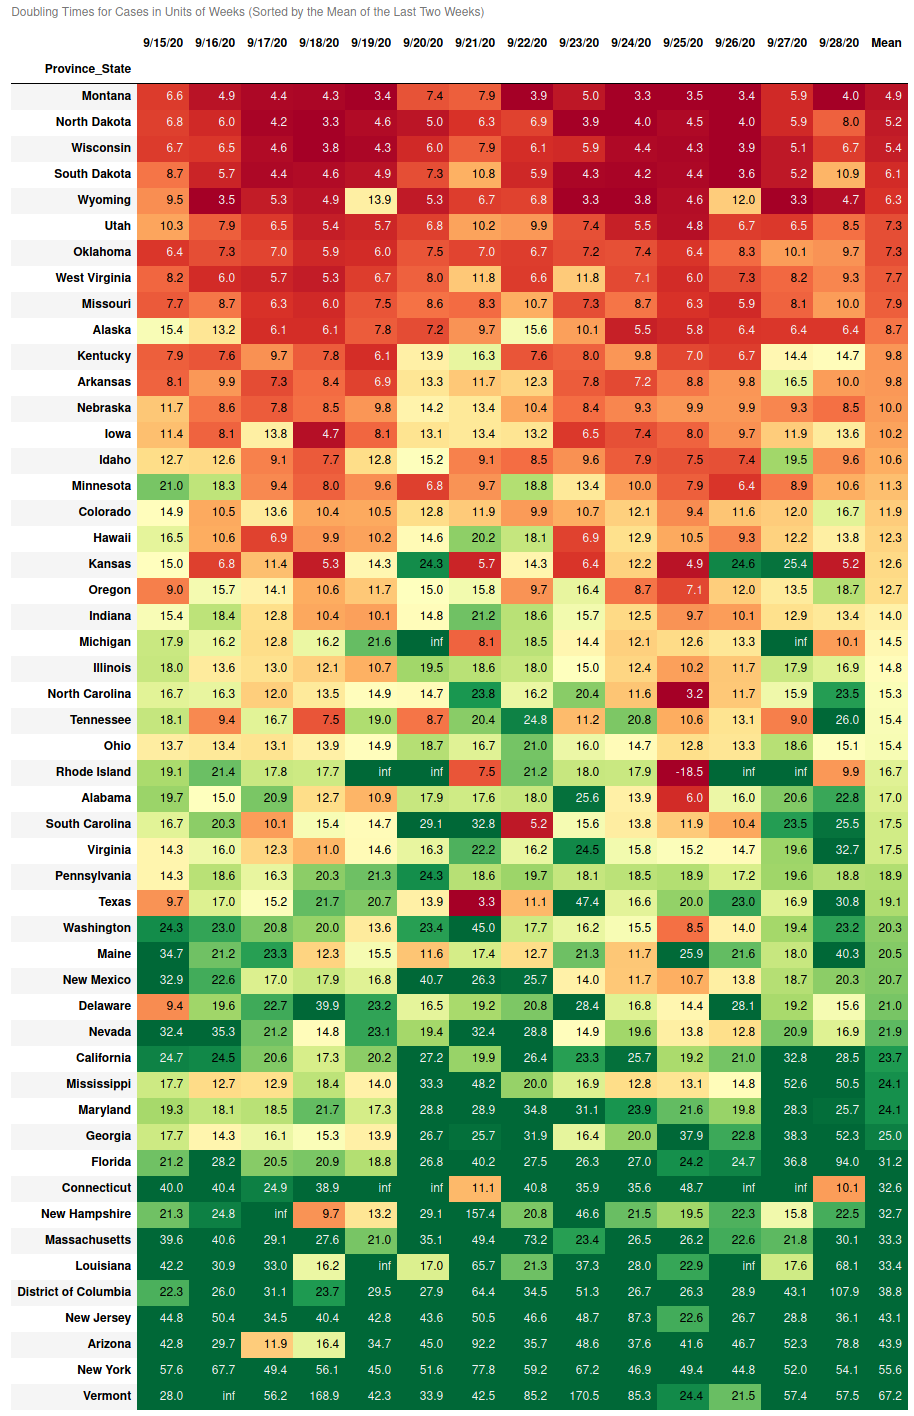 Doubling Times for Cases in Units of Weeks (Sorted by the Mean of the Last Two Weeks)
9/15/20 9/16/20 9/17/20 9/18/20 9/19/20 9/20/20 9/21/20 9/22/20 9/23/20 9/24/20 9/25/20 9/26/20 9/27/20 9/28/20 Mean
Province_State
Montana 6.6 4.9 4.4 4.3 3.4 7.4 7.9 3.9 5.0 3.3 3.5 3.4 5.9 4.0 4.9
North Dakota 6.8 6.0 4.2 3.3 4.6 5.0 6.3 6.9 3.9 4.0 4.5 4.0 5.9 8.0 5.2
Wisconsin 6.7 6.5 4.6 3.8 4.3 6.0 7.9 6.1 5.9 4.4 4.3 3.9 5.1 6.7 5.4
South Dakota 8.7 5.7 4.4 4.6 4.9 7.3 10.8 5.9 4.3 4.2 4.4 3.6 5.2 10.9 6.1
Wyoming 9.5 3.5 5.3 4.9 13.9 5.3 6.7 6.8 3.3 3.8 4.6 12.0 3.3 4.7 6.3
Utah 10.3 7.9 6.5 5.4 5.7 6.8 10.2 9.9 7.4 5.5 4.8 6.7 6.5 8.5 7.3
Oklahoma 6.4 7.3 7.0 5.9 6.0 7.5 7.0 6.7 7.2 7.4 6.4 8.3 10.1 9.7 7.3
West Virginia 8.2 6.0 5.7 5.3 6.7 8.0 11.8 6.6 11.8 7.1 6.0 7.3 8.2 9.3 7.7
Missouri 7.7 8.7 6.3 6.0 7.5 8.6 8.3 10.7 7.3 8.7 6.3 5.9 8.1 10.0 7.9
Alaska 15.4 13.2 6.1 6.1 7.8 7.2 9.7 15.6 10.1 5.5 5.8 6.4 6.4 6.4 8.7
Kentucky 7.9 7.6 9.7 7.8 6.1 13.9 16.3 7.6 8.0 9.8 7.0 6.7 14.4 14.7 9.8
Arkansas 8.1 9.9 7.3 8.4 6.9 13.3 11.7 12.3 7.8 7.2 8.8 9.8 16.5 10.0 9.8
Nebraska 11.7 8.6 7.8 8.5 9.8 14.2 13.4 10.4 8.4 9.3 9.9 9.9 9.3 8.5 10.0
Iowa 11.4 8.1 13.8 4.7 8.1 13.1 13.4 13.2 6.5 7.4 8.0 9.7 11.9 13.6 10.2
Idaho 12.7 12.6 9.1 7.7 12.8 15.2 9.1 8.5 9.6 7.9 7.5 7.4 19.5 9.6 10.6
Minnesota 21.0 18.3 9.4 8.0 9.6 6.8 9.7 18.8 13.4 10.0 7.9 6.4 8.9 10.6 11.3
Colorado 14.9 10.5 13.6 10.4 10.5 12.8 11.9 9.9 10.7 12.1 9.4 11.6 12.0 16.7 11.9
Hawaii 16.5 10.6 6.9 9.9 10.2 14.6 20.2 18.1 6.9 12.9 10.5 9.3 12.2 13.8 12.3
Kansas 15.0 6.8 11.4 5.3 14.3 24.3 5.7 14.3 6.4 12.2 4.9 24.6 25.4 5.2 12.6
Oregon 9.0 15.7 14.1 10.6 11.7 15.0 15.8 9.7 16.4 8.7 7.1 12.0 13.5 18.7 12.7
Indiana 15.4 18.4 12.8 10.4 10.1 14.8 21.2 18.6 15.7 12.5 9.7 10.1 12.9 13.4 14.0
Michigan 17.9 16.2 12.8 16.2 21.6 inf 8.1 18.5 14.4 12.1 12.6 13.3 inf 10.1 14.5
Illinois 18.0 13.6 13.0 12.1 10.7 19.5 18.6 18.0 15.0 12.4 10.2 11.7 17.9 16.9 14.8
North Carolina 16.7 16.3 12.0 13.5 14.9 14.7 23.8 16.2 20.4 11.6 3.2 11.7 15.9 23.5 15.3
Tennessee 18.1 9.4 16.7 7.5 19.0 8.7 20.4 24.8 11.2 20.8 10.6 13.1 9.0 26.0 15.4
Ohio 13.7 13.4 13.1 13.9 14.9 18.7 16.7 21.0 16.0 14.7 12.8 13.3 18.6 15.1 15.4
Rhode Island 19.1 21.4 17.8 17.7 inf inf 7.5 21.2 18.0 17.9 -18.5 inf inf 9.9 16.7
Alabama 19.7 15.0 20.9 12.7 10.9 17.9 17.6 18.0 25.6 13.9 6.0 16.0 20.6 22.8 17.0
South Carolina 16.7 20.3 10.1 15.4 14.7 29.1 32.8 5.2 15.6 13.8 11.9 10.4 23.5 25.5 17.5
Virginia 14.3 16.0 12.3 11.0 14.6 16.3 22.2 16.2 24.5 15.8 15.2 14.7 19.6 32.7 17.5
Pennsylvania 14.3 18.6 16.3 20.3 21.3 24.3 18.6 19.7 18.1 18.5 18.9 17.2 19.6 18.8 18.9
Texas 9.7 17.0 15.2 21.7 20.7 13.9 3.3 11.1 47.4 16.6 20.0 23.0 16.9 30.8 19.1
Washington 24.3 23.0 20.8 20.0 13.6 23.4 45.0 17.7 16.2 15.5 8.5 14.0 19.4 23.2 20.3
Maine 34.7 21.2 23.3 12.3 15.5 11.6 17.4 12.7 21.3 11.7 25.9 21.6 18.0 40.3 20.5
New Mexico 32.9 22.6 17.0 17.9 16.8 40.7 26.3 25.7 14.0 11.7 10.7 13.8 18.7 20.3 20.7
Delaware 9.4 19.6 22.7 39.9 23.2 16.5 19.2 20.8 28.4 16.8 14.4 28.1 19.2 15.6 21.0
Nevada 32.4 35.3 21.2 14.8 23.1 19.4 32.4 28.8 14.9 19.6 13.8 12.8 20.9 16.9 21.9
California 24.7 24.5 20.6 17.3 20.2 27.2 19.9 26.4 23.3 25.7 19.2 21.0 32.8 28.5 23.7
Mississippi 17.7 12.7 12.9 18.4 14.0 33.3 48.2 20.0 16.9 12.8 13.1 14.8 52.6 50.5 24.1
Maryland 19.3 18.1 18.5 21.7 17.3 28.8 28.9 34.8 31.1 23.9 21.6 19.8 28.3 25.7 24.1
Georgia 17.7 14.3 16.1 15.3 13.9 26.7 25.7 31.9 16.4 20.0 37.9 22.8 38.3 52.3 25.0
Florida 21.2 28.2 20.5 20.9 18.8 26.8 40.2 27.5 26.3 27.0 24.2 24.7 36.8 94.0 31.2
Connecticut 40.0 40.4 24.9 38.9 inf inf 11.1 40.8 35.9 35.6 48.7 inf inf 10.1 32.6
New Hampshire 21.3 24.8 inf 9.7 13.2 29.1 157.4 20.8 46.6 21.5 19.5 22.3 15.8 22.5 32.7
Massachusetts 39.6 40.6 29.1 27.6 21.0 35.1 49.4 73.2 23.4 26.5 26.2 22.6 21.8 30.1 33.3
Louisiana 42.2 30.9 33.0 16.2 inf 17.0 65.7 21.3 37.3 28.0 22.9 inf 17.6 68.1 33.4
District of Columbia 22.3 26.0 31.1 23.7 29.5 27.9 64.4 34.5 51.3 26.7 26.3 28.9 43.1 107.9 38.8
New Jersey 44.8 50.4 34.5 40.4 42.8 43.6 50.5 46.6 48.7 87.3 22.6 26.7 28.8 36.1 43.1
Arizona 42.8 29.7 11.9 16.4 34.7 45.0 92.2 35.7 48.6 37.6 41.6 46.7 52.3 78.8 43.9
New York 57.6 67.7 49.4 56.1 45.0 51.6 77.8 59.2 67.2 46.9 49.4 44.8 52.0 54.1 55.6
Vermont 28.0 inf 56.2 168.9 42.3 33.9 42.5 85.2 170.5 85.3 24.4 21.5 57.4 57.5 67.2